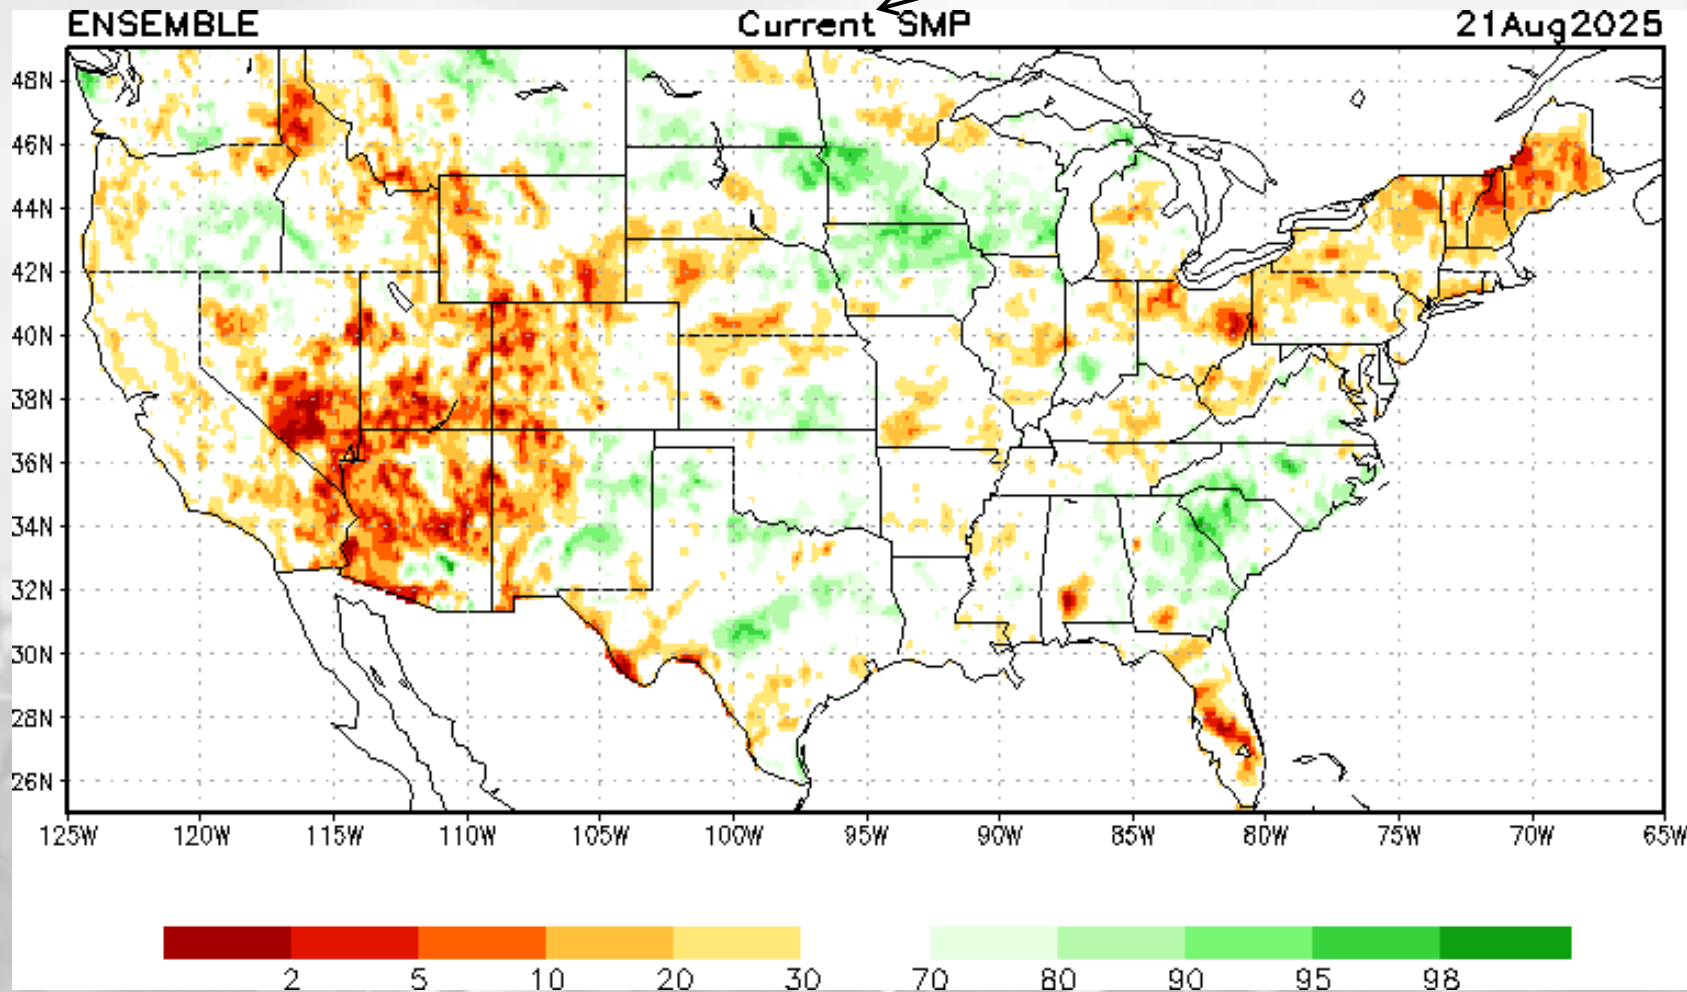 ENSEMBLE Current SMP 21Aug2025
48N
46N
44N
42N
40N
38N
36N
34N
32N
30N
28N
26N
125W 120W 115W 110W 105W 100W 95W 90W 85W 80W 75W 70W 65W
2 5 10 20 30 70 80 90 95 98